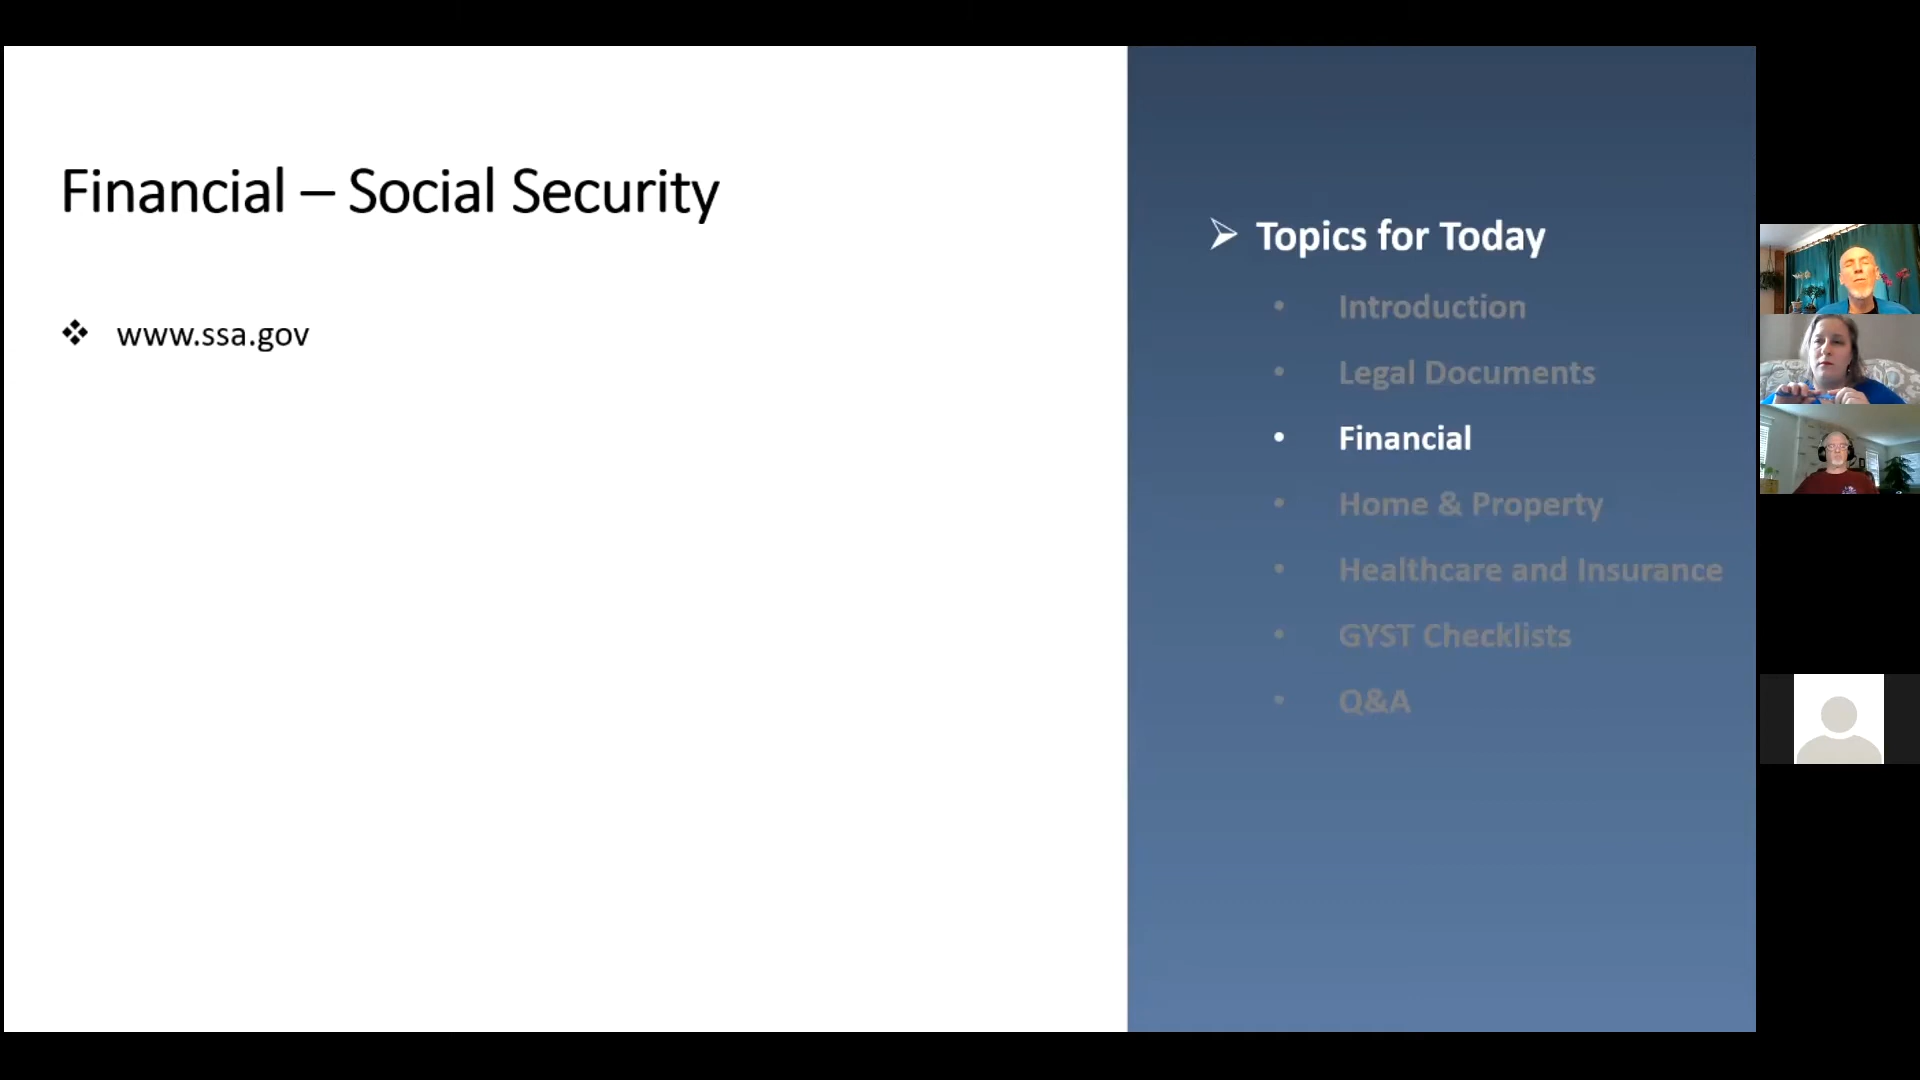 Financial – Social Security
❖ www.ssa.gov
➢ Topics for Today
• Introduction
• Legal Documents
• Financial
• Home & Property
• Healthcare and Insurance
• GYST Checklists
• Q&A